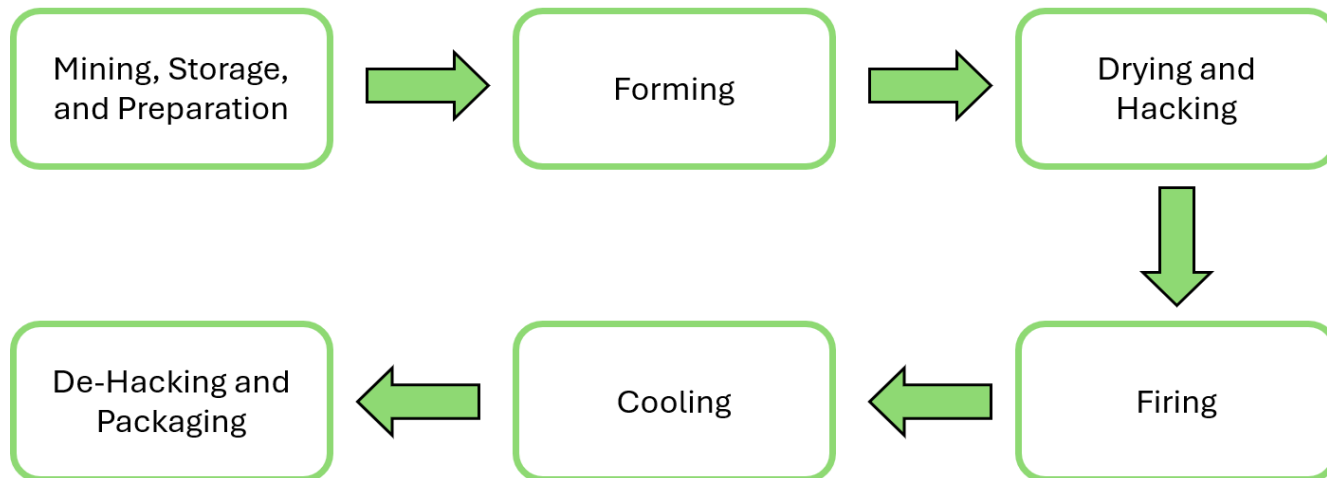 Mining, Storage,
and Preparation
Forming
Drying and
Hacking
Firing
Cooling
De-Hacking and
Packaging